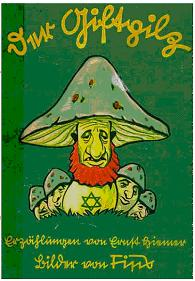 Der Giftpilz
Erzählungen von Ernst Hiemer
Bilder von Fips